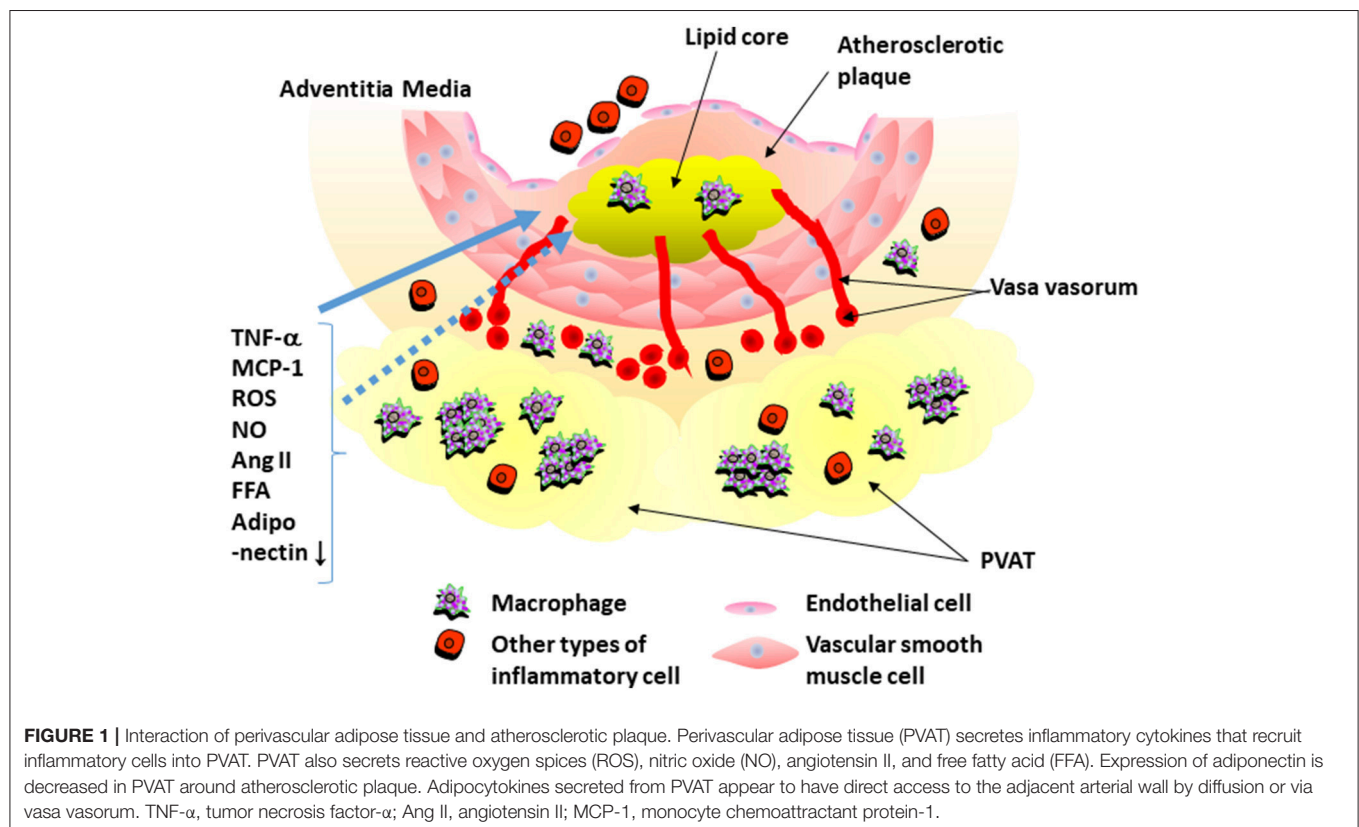 Lipid core
Atherosclerotic
plaque
Adventitia Media
Vasa vasorum
TNF-α
MCP-1
ROS
NO
Ang II
FFA
Adipo
-nectin ↓
PVAT
Macrophage
Endothelial cell
Other types of
inflammatory cell
Vascular smooth
muscle cell
FIGURE 1 | Interaction of perivascular adipose tissue and atherosclerotic plaque. Perivascular adipose tissue (PVAT) secretes inflammatory cytokines that recruit
inflammatory cells into PVAT. PVAT also secrets reactive oxygen spices (ROS), nitric oxide (NO), angiotensin II, and free fatty acid (FFA). Expression of adiponectin is
decreased in PVAT around atherosclerotic plaque. Adipocytokines secreted from PVAT appear to have direct access to the adjacent arterial wall by diffusion or via
vasa vasorum. TNF-α, tumor necrosis factor-α; Ang II, angiotensin II; MCP-1, monocyte chemoattractant protein-1.